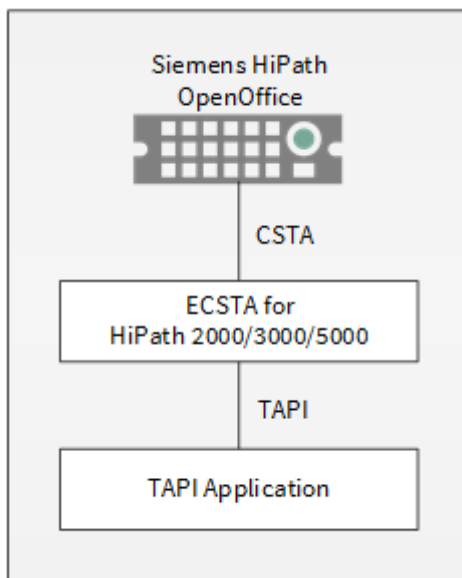 Siemens HiPath
OpenOffice
CSTA
ECSTA for
HiPath 2000/3000/5000
TAPI
TAPI Application